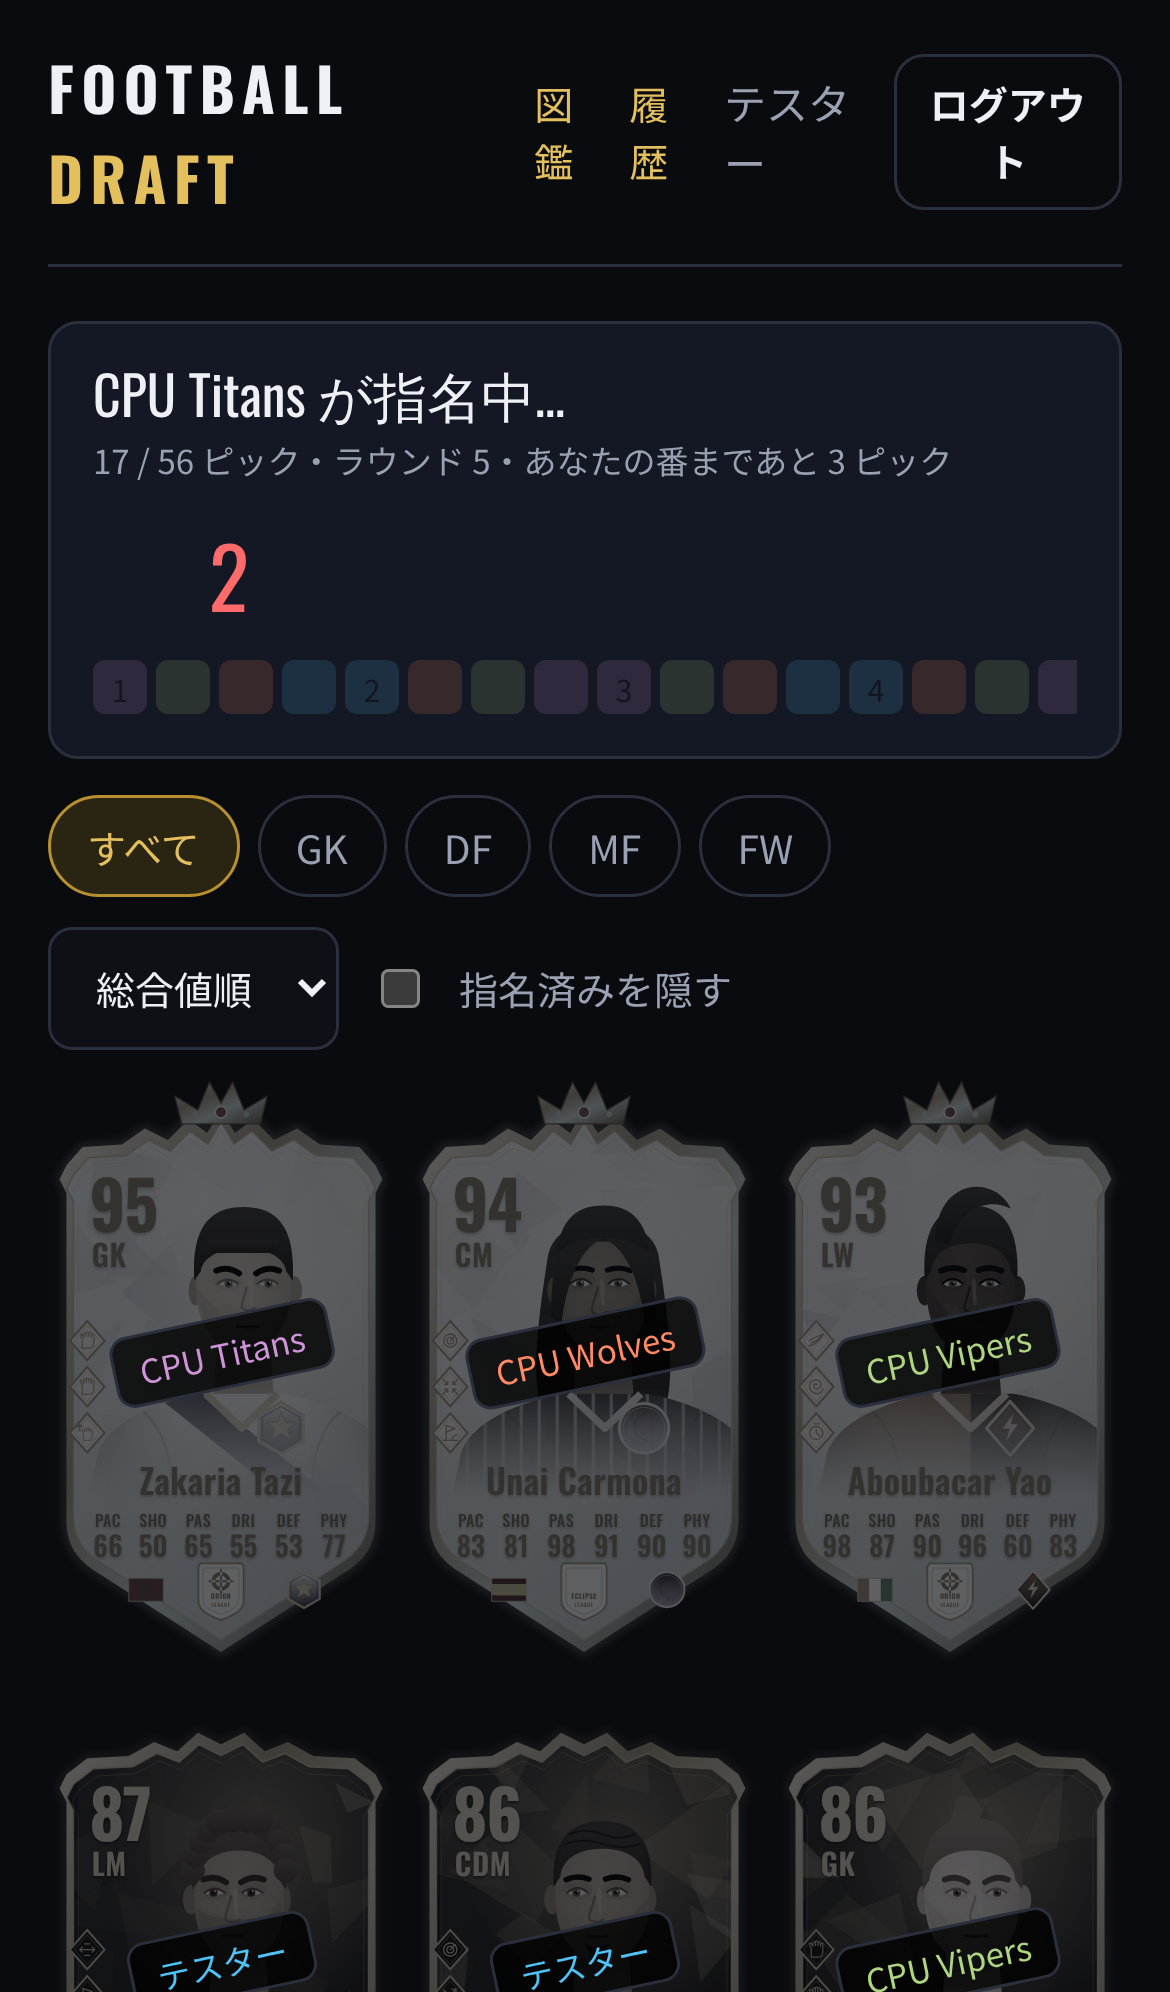 FOOTBALL
DRAFT
図鑑
履歴
テスター
ログアウト
CPU Titans が指名中...
17 / 56 ピック・ラウンド 5・あなたの番まであと 3 ピック
2
1 2 3 4
すべて GK DF MF FW
総合値順 指名済みを隠す
95
GK
CPU Titans
Zakaria Tazi
PAC SHO PAS DRI DEF PHY
66 50 65 55 53 77
ORION
LEAGUE
94
CM
CPU Wolves
Unai Carmona
PAC SHO PAS DRI DEF PHY
83 81 98 91 90 90
ECLIPSE
LEAGUE
93
LW
CPU Vipers
Aboubacar Yao
PAC SHO PAS DRI DEF PHY
98 87 90 96 60 83
ORION
LEAGUE
87
LM
テスター
86
CDM
テスター
86
GK
CPU Vipers